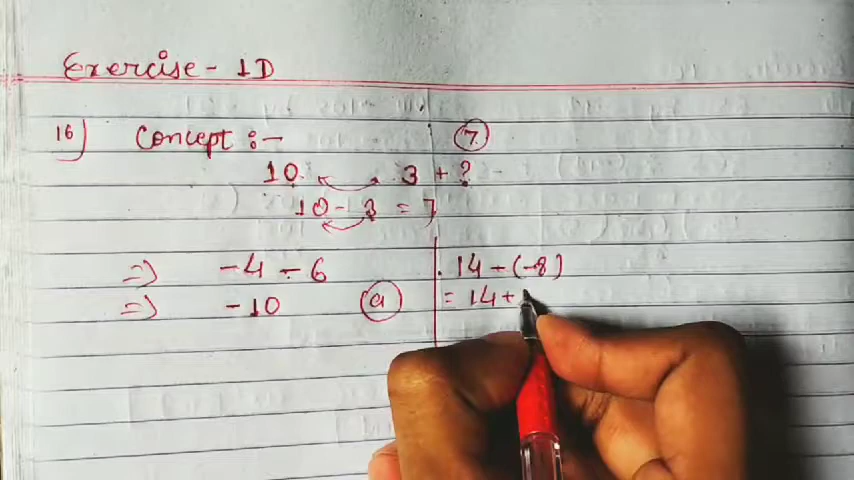 Exercise - 1D
16) Concept :- 7
10 3 + ?
10 - 3 = 7
⇒ -4 - 6
⇒ -10 (a)
14 - (-8)
= 14 +